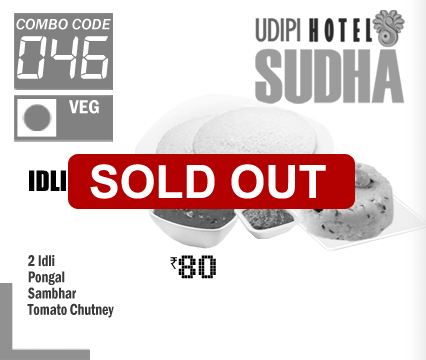 COMBO CODE
046
VEG
UDIPI HOTEL
SUDHA
IDLI
SOLD OUT
₹80
2 Idli
Pongal
Sambhar
Tomato Chutney